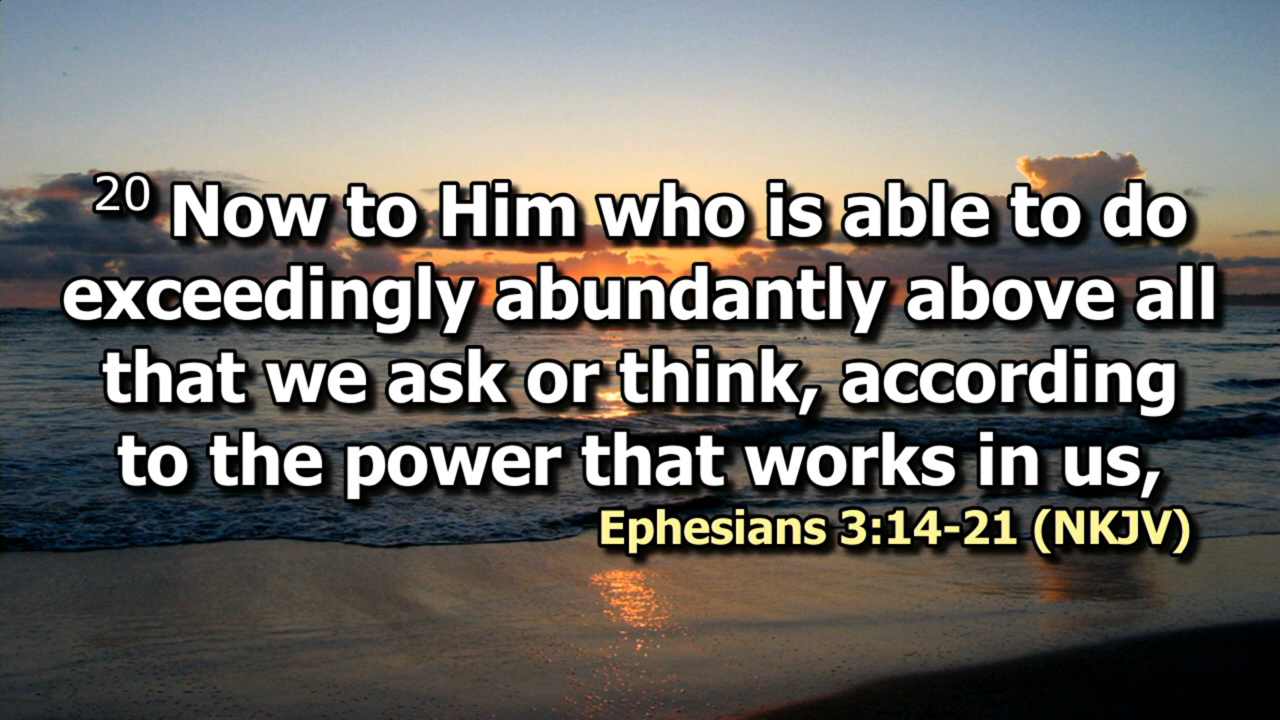 20 Now to Him who is able to do
exceedingly abundantly above all
that we ask or think, according
to the power that works in us,
Ephesians 3:14-21 (NKJV)